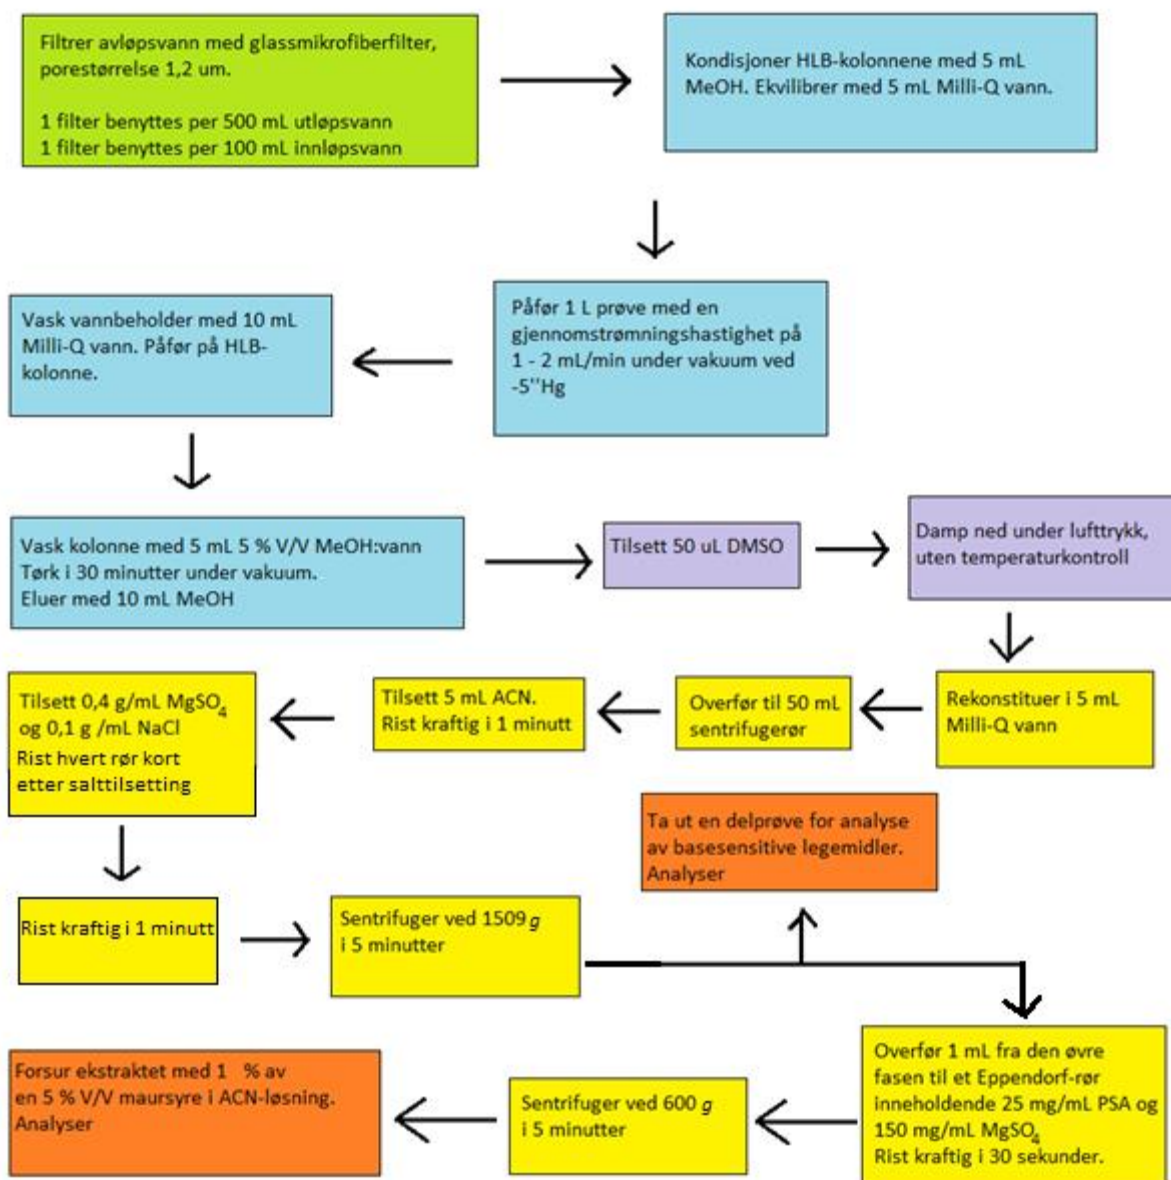 Filtrer avløpsvann med glassmikrofiberfilter,
porestørrelse 1,2 um.
1 filter benyttes per 500 mL utløpsvann
1 filter benyttes per 100 mL innløpsvann
Kondisjoner HLB-kolonnene med 5 mL
MeOH. Ekvilibrer med 5 mL Milli-Q vann.
Påfør 1 L prøve med en
gjennomstrømningshastighet på
1 - 2 mL/min under vakuum ved
-5''Hg
Vask vannbeholder med 10 mL
Milli-Q vann. Påfør på HLB-
kolonne.
Vask kolonne med 5 mL 5 % V/V MeOH:vann
Tørk i 30 minutter under vakuum.
Eluer med 10 mL MeOH
Tilsett 50 uL DMSO
Damp ned under lufttrykk,
uten temperaturkontroll
Rekonstituer i 5 mL
Milli-Q vann
Overfør til 50 mL
sentrifugerør
Tilsett 5 mL ACN.
Rist kraftig i 1 minutt
Tilsett 0,4 g/mL MgSO4
og 0,1 g /mL NaCl
Rist hvert rør kort
etter salttilsetting
Rist kraftig i 1 minutt
Sentrifuger ved 1509 g
i 5 minutter
Ta ut en delprøve for analyse
av basesensitive legemidler.
Analyser
Overfør 1 mL fra den øvre
fasen til et Eppendorf-rør
inneholdende 25 mg/mL PSA og
150 mg/mL MgSO4
Rist kraftig i 30 sekunder.
Sentrifuger ved 600 g
i 5 minutter
Forsur ekstraktet med 1 % av
en 5 % V/V maursyre i ACN-løsning.
Analyser